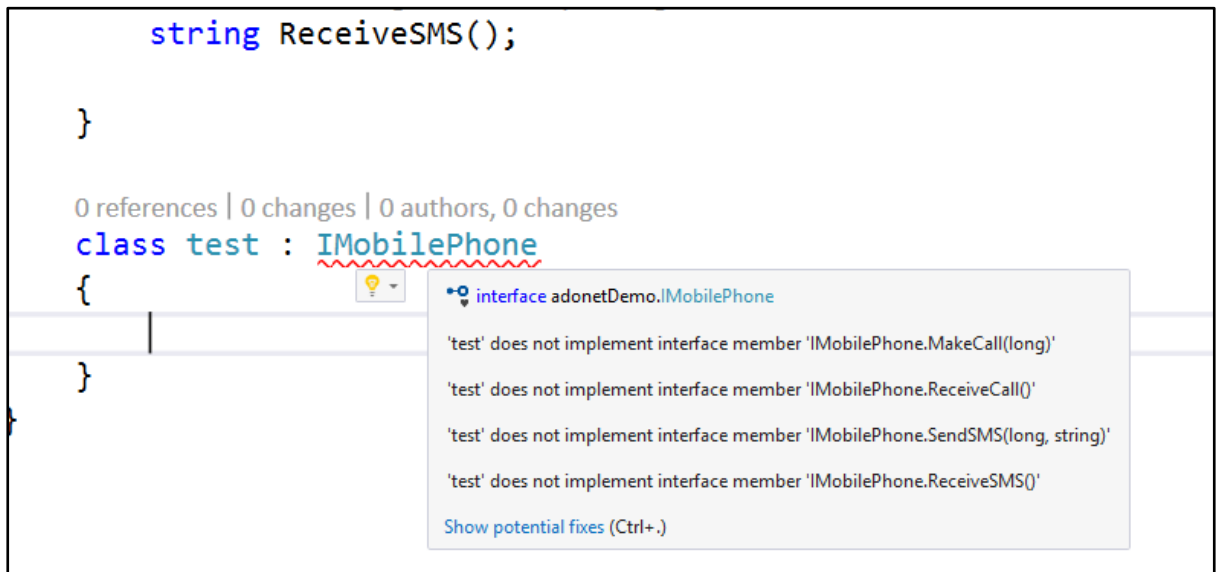 string ReceiveSMS();
}
0 references | 0 changes | 0 authors, 0 changes
class test : IMobilePhone
{
interface adonetDemo.IMobilePhone
'test' does not implement interface member 'IMobilePhone.MakeCall(long)'
}
'test' does not implement interface member 'IMobilePhone.ReceiveCall()'
}
'test' does not implement interface member 'IMobilePhone.SendSMS(long, string)'
'test' does not implement interface member 'IMobilePhone.ReceiveSMS()'
Show potential fixes (Ctrl+.)